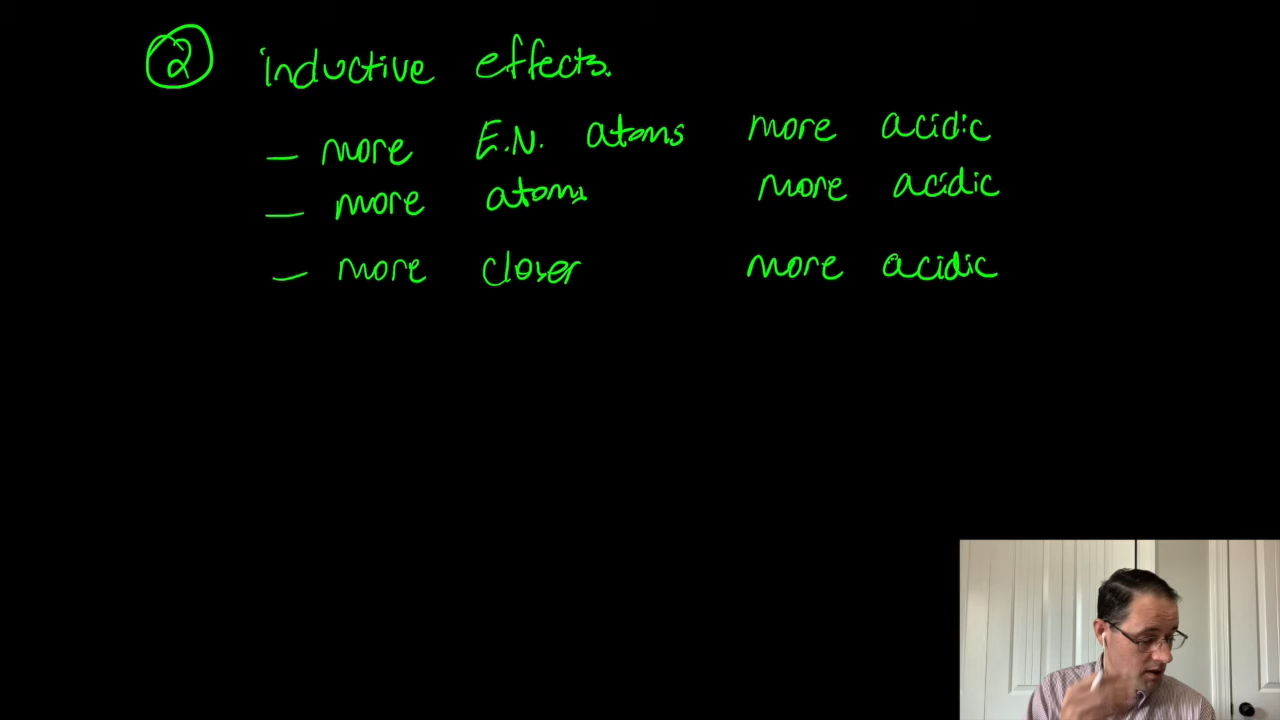 ② inductive effects.
— more E.N. atoms more acidic
— more atoms more acidic
— more closer more acidic